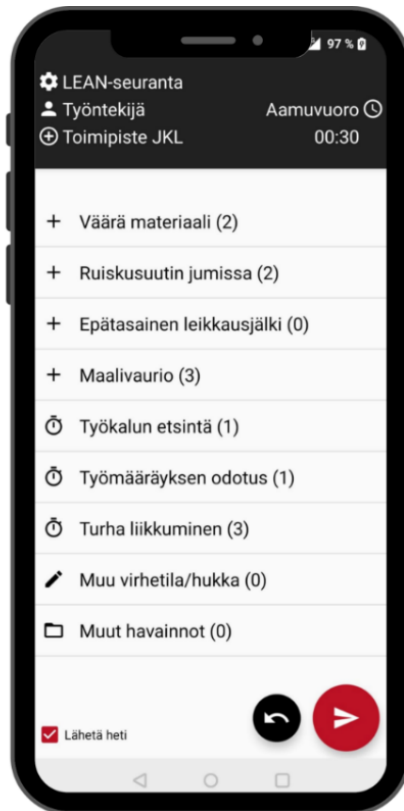 97 %
LEAN-seuranta
Työntekijä Aamuvuoro
Toimipiste JKL 00:30
Väärä materiaali (2)
Ruiskusuutin jumissa (2)
Epätasainen leikkausjälki (0)
Maalivaurio (3)
Työkalun etsintä (1)
Työmääräyksen odotus (1)
Turha liikkuminen (3)
Muu virhetila/hukka (0)
Muut havainnot (0)
Lähetä heti